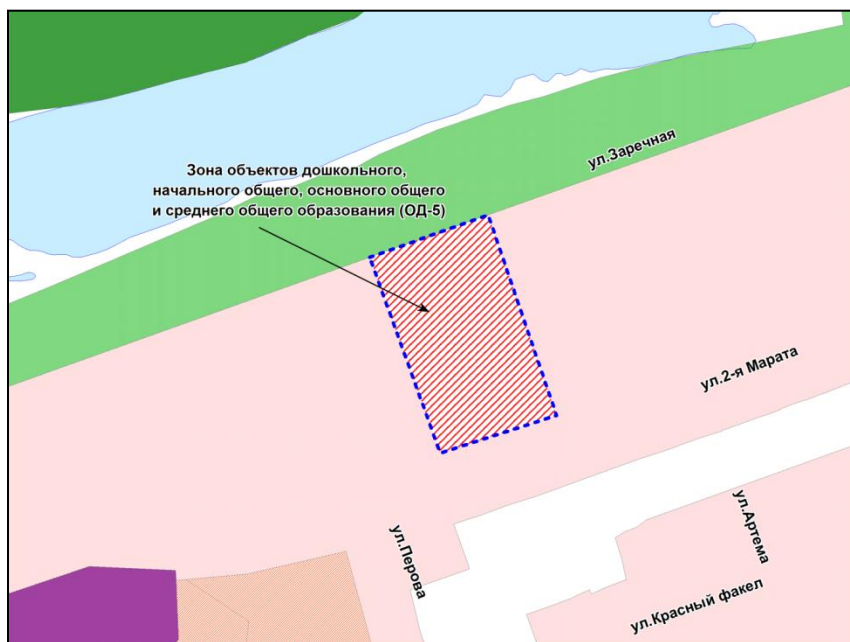 ул.Заречная
Зона объектов дошкольного,
начального общего, основного общего
и среднего общего образования (ОД-5)
ул.2-я Марата
ул.Перова
ул.Артема
ул.Красный факел